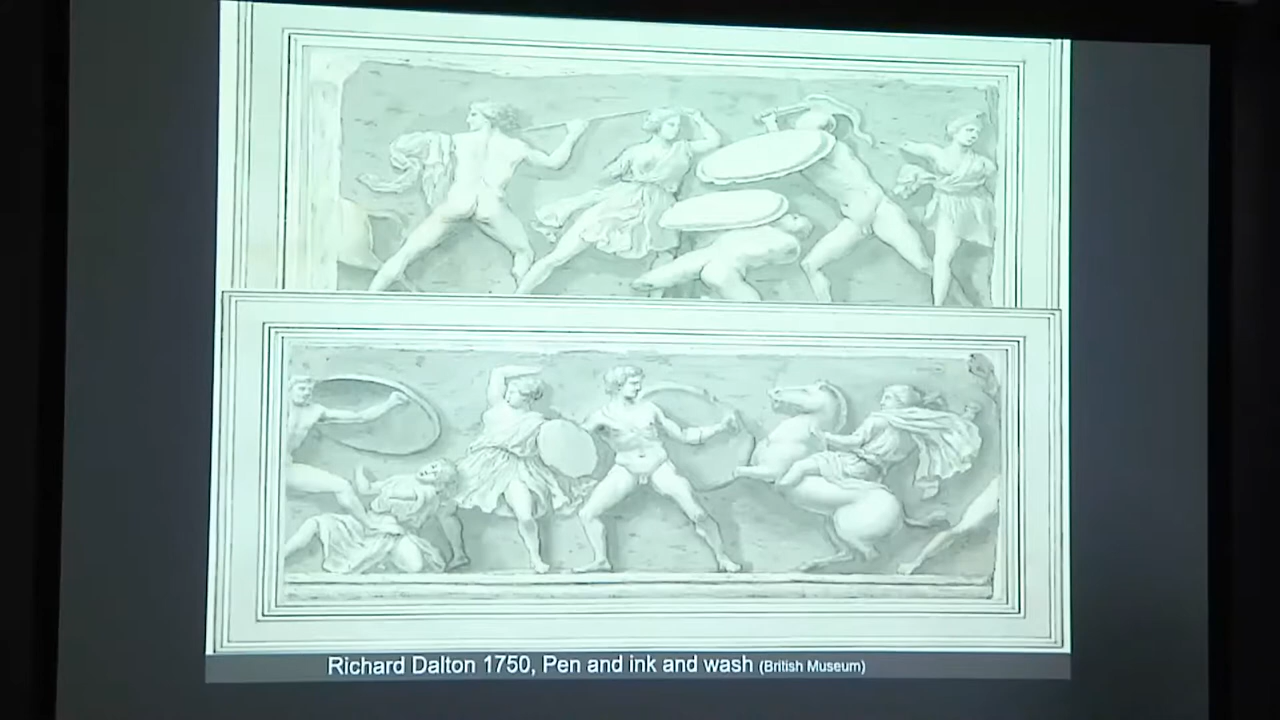 Richard Dalton 1750, Pen and ink and wash (British Museum)